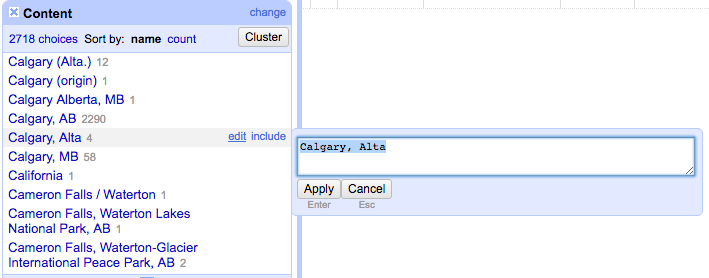 Content change
2718 choices Sort by: name count Cluster
Calgary (Alta.) 12
Calgary (origin) 1
Calgary Alberta, MB 1
Calgary, AB 2290
Calgary, Alta 4 edit include
Calgary, MB 58
California 1
Cameron Falls / Waterton 1
Cameron Falls, Waterton Lakes
National Park, AB 1
Cameron Falls, Waterton-Glacier
International Peace Park, AB 2
Calgary, Alta
Apply Cancel
Enter Esc